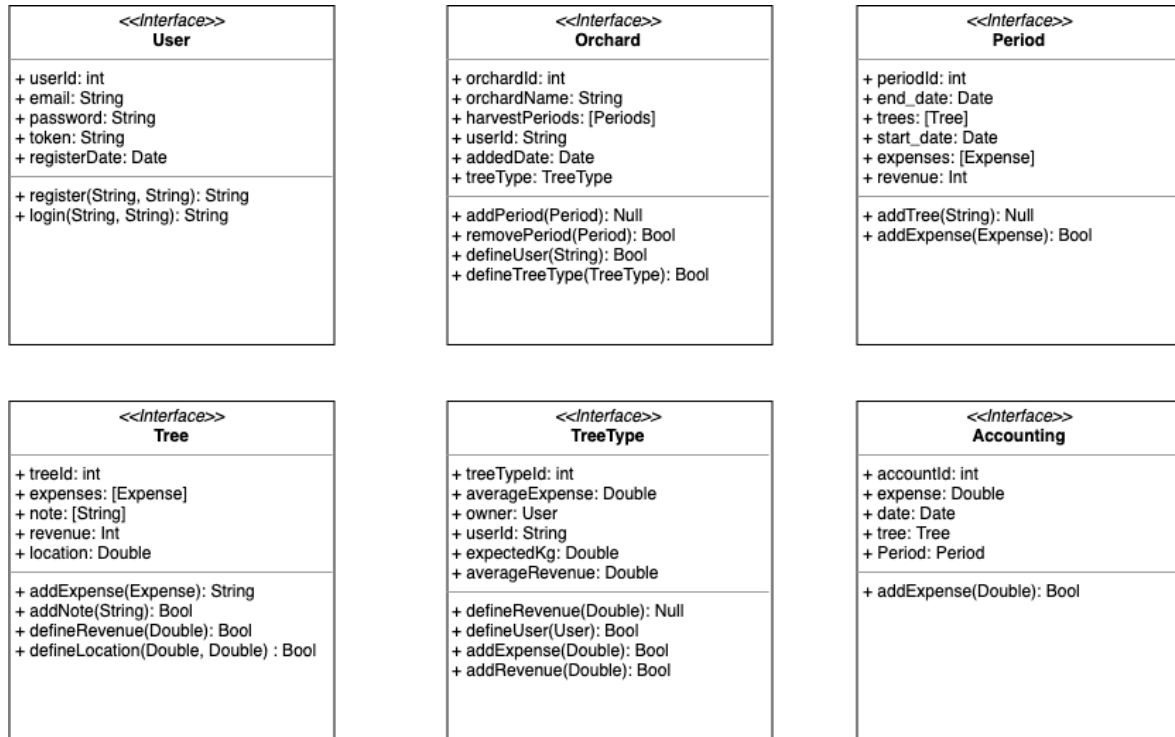 <<Interface>>
User
+ userId: int
+ email: String
+ password: String
+ token: String
+ registerDate: Date
+ register(String, String): String
+ login(String, String): String
<<Interface>>
Orchard
+ orchardId: int
+ orchardName: String
+ harvestPeriods: [Periods]
+ userId: String
+ addedDate: Date
+ treeType: TreeType
+ addPeriod(Period): Null
+ removePeriod(Period): Bool
+ defineUser(String): Bool
+ defineTreeType(TreeType): Bool
<<Interface>>
Period
+ periodId: int
+ end_date: Date
+ trees: [Tree]
+ start_date: Date
+ expenses: [Expense]
+ revenue: Int
+ addTree(String): Null
+ addExpense(Expense): Bool
<<Interface>>
Tree
+ treeId: int
+ expenses: [Expense]
+ note: [String]
+ revenue: Int
+ location: Double
+ addExpense(Expense): String
+ addNote(String): Bool
+ defineRevenue(Double): Bool
+ defineLocation(Double, Double) : Bool
<<Interface>>
TreeType
+ treeTypeId: int
+ averageExpense: Double
+ owner: User
+ userId: String
+ expectedKg: Double
+ averageRevenue: Double
+ defineRevenue(Double): Null
+ defineUser(User): Bool
+ addExpense(Double): Bool
+ addRevenue(Double): Bool
<<Interface>>
Accounting
+ accountId: int
+ expense: Double
+ date: Date
+ tree: Tree
+ Period: Period
+ addExpense(Double): Bool